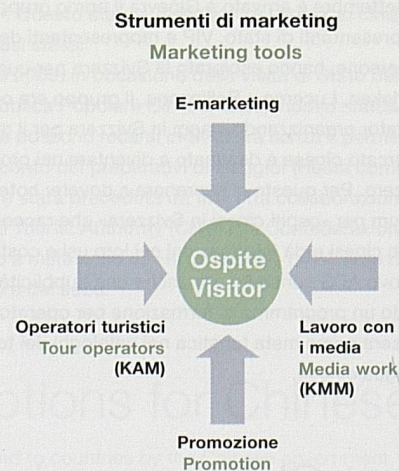 Strumenti di marketing
Marketing tools
E-marketing
Ospite
Visitor
Operatori turistici
Tour operators
(KAM)
Lavoro con
i media
Media work
(KMM)
Promozione
Promotion